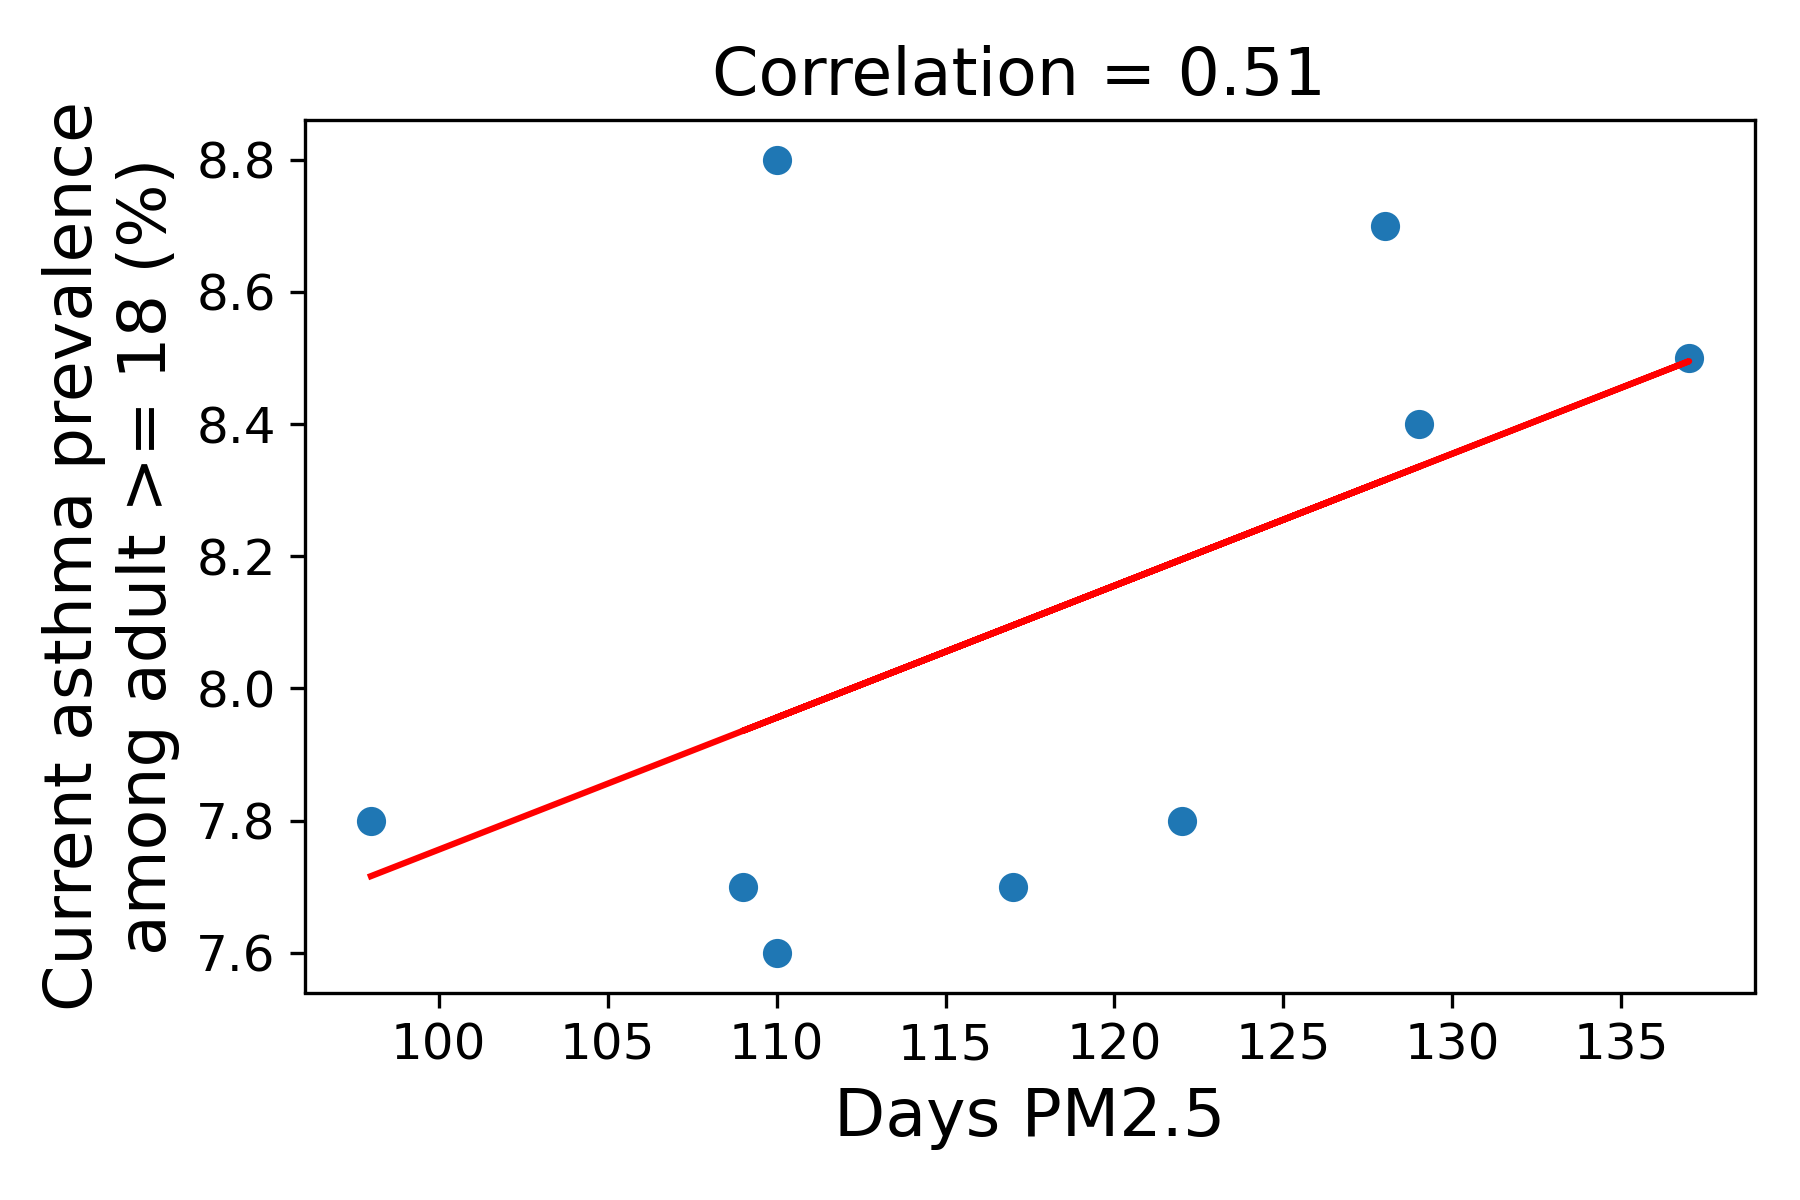 Correlation = 0.51
Current asthma prevalence
among adult >= 18 (%)
8.8
8.6
8.4
8.2
8.0
7.8
7.6
100 105 110 115 120 125 130 135
Days PM2.5